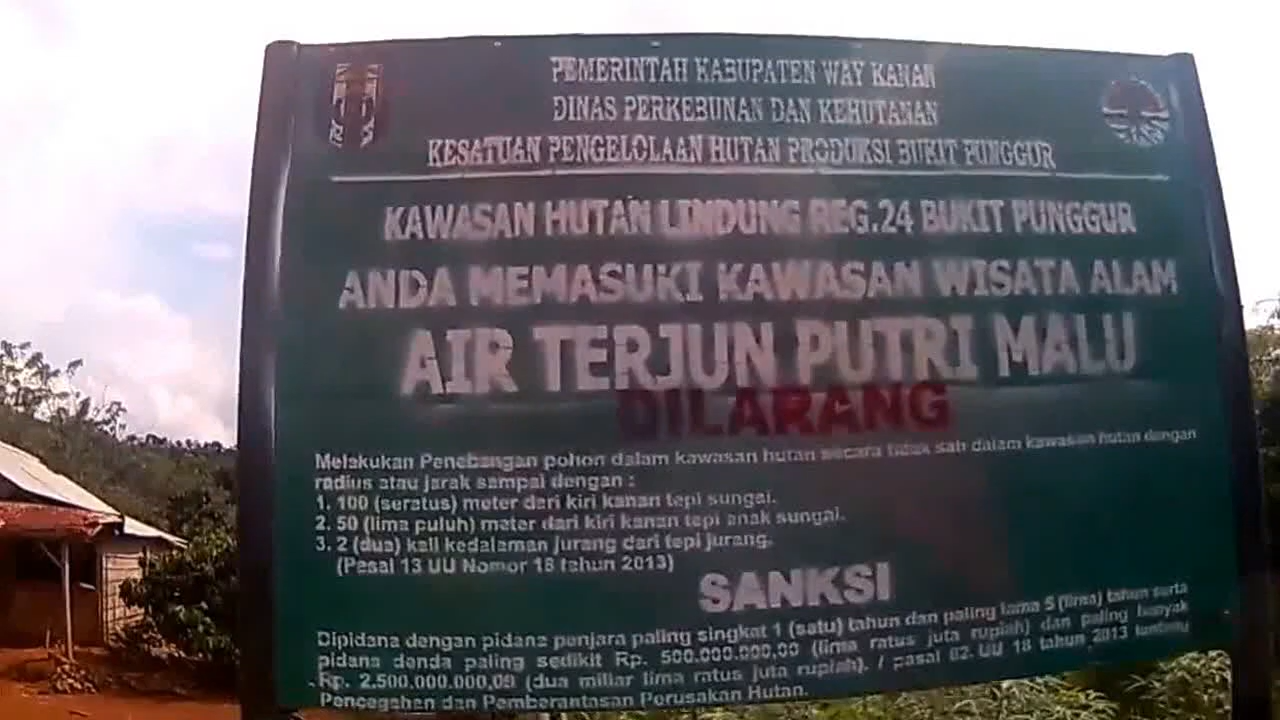 PEMERINTAH KABUPATEN WAY KANAN
DINAS PERKEBUNAN DAN KEHUTANAN
KESATUAN PENGELOLAAN HUTAN PRODUKSI BUKIT PUNGGUR
KAWASAN HUTAN LINDUNG REG.24 BUKIT PUNGGUR
ANDA MEMASUKI KAWASAN WISATA ALAM
AIR TERJUN PUTRI MALU
DILARANG
Melakukan Penebangan pohon dalam kawasan hutan secara tidak sah dalam kawasan hutan dengan
radius atau jarak sampai dengan :
1. 100 (seratus) meter dari kiri kanan tepi sungai.
2. 50 (lima puluh) meter dari kiri kanan tepi anak sungai.
3. 2 (dua) kali kedalaman jurang dari tepi jurang.
(Pasal 13 UU Nomor 18 tahun 2013)
SANKSI
Dipidana dengan pidana penjara paling singkat 1 (satu) tahun dan paling lama 5 (lima) tahun serta
pidana denda paling sedikit Rp. 500.000.000,00 (lima ratus juta rupiah) dan paling banyak
Rp. 2.500.000.000,00 (dua miliar lima ratus juta rupiah). / pasal 82. UU 18 tahun 2013 tentang
Pencegahan dan Pemberantasan Perusakan Hutan.